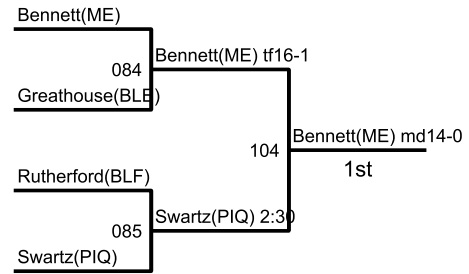 Bennett(ME)
Bennett(ME) tf16-1
084
Greathouse(BLE)
Bennett(ME) md14-0
104
1st
Rutherford(BLF)
Swartz(PIQ) 2:30
085
Swartz(PIQ)